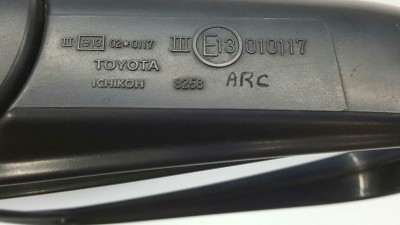 III e13 02*0117 III E13 010117
TOYOTA
ICHIKOH 8258 ARC